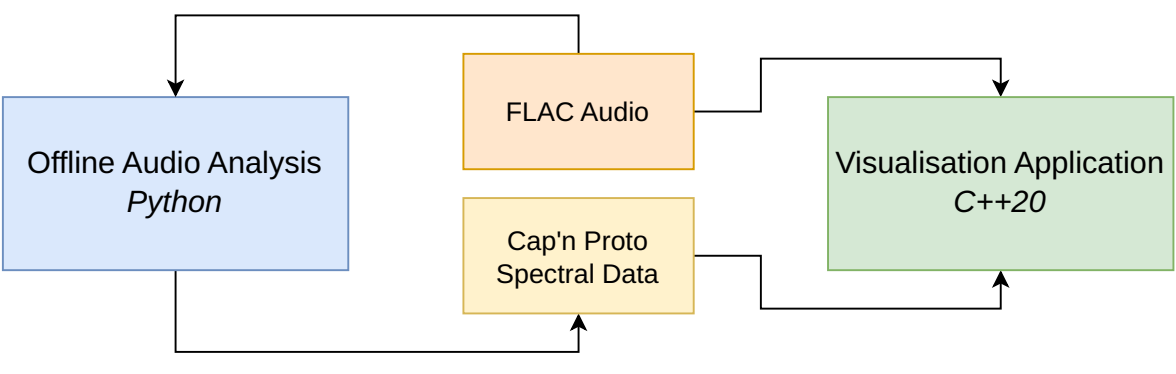 Offline Audio Analysis
Python
FLAC Audio
Cap'n Proto
Spectral Data
Visualisation Application
C++20